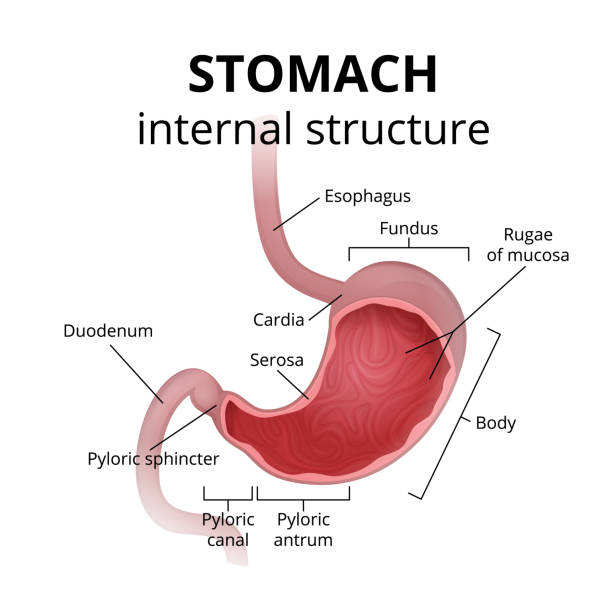 STOMACH
internal structure
Esophagus
Fundus
Rugae
of mucosa
Cardia
Duodenum
Serosa
Body
Pyloric sphincter
Pyloric
canal
Pyloric
antrum